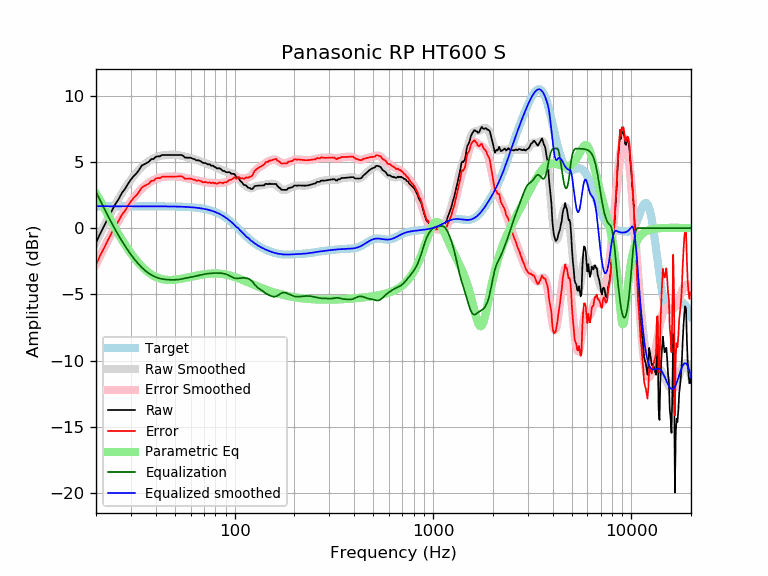 Panasonic RP HT600 S
Amplitude (dBr)
10
5
0
−5
−10
−15
−20
Target
Raw Smoothed
Error Smoothed
Raw
Error
Parametric Eq
Equalization
Equalized smoothed
100
1000
10000
Frequency (Hz)